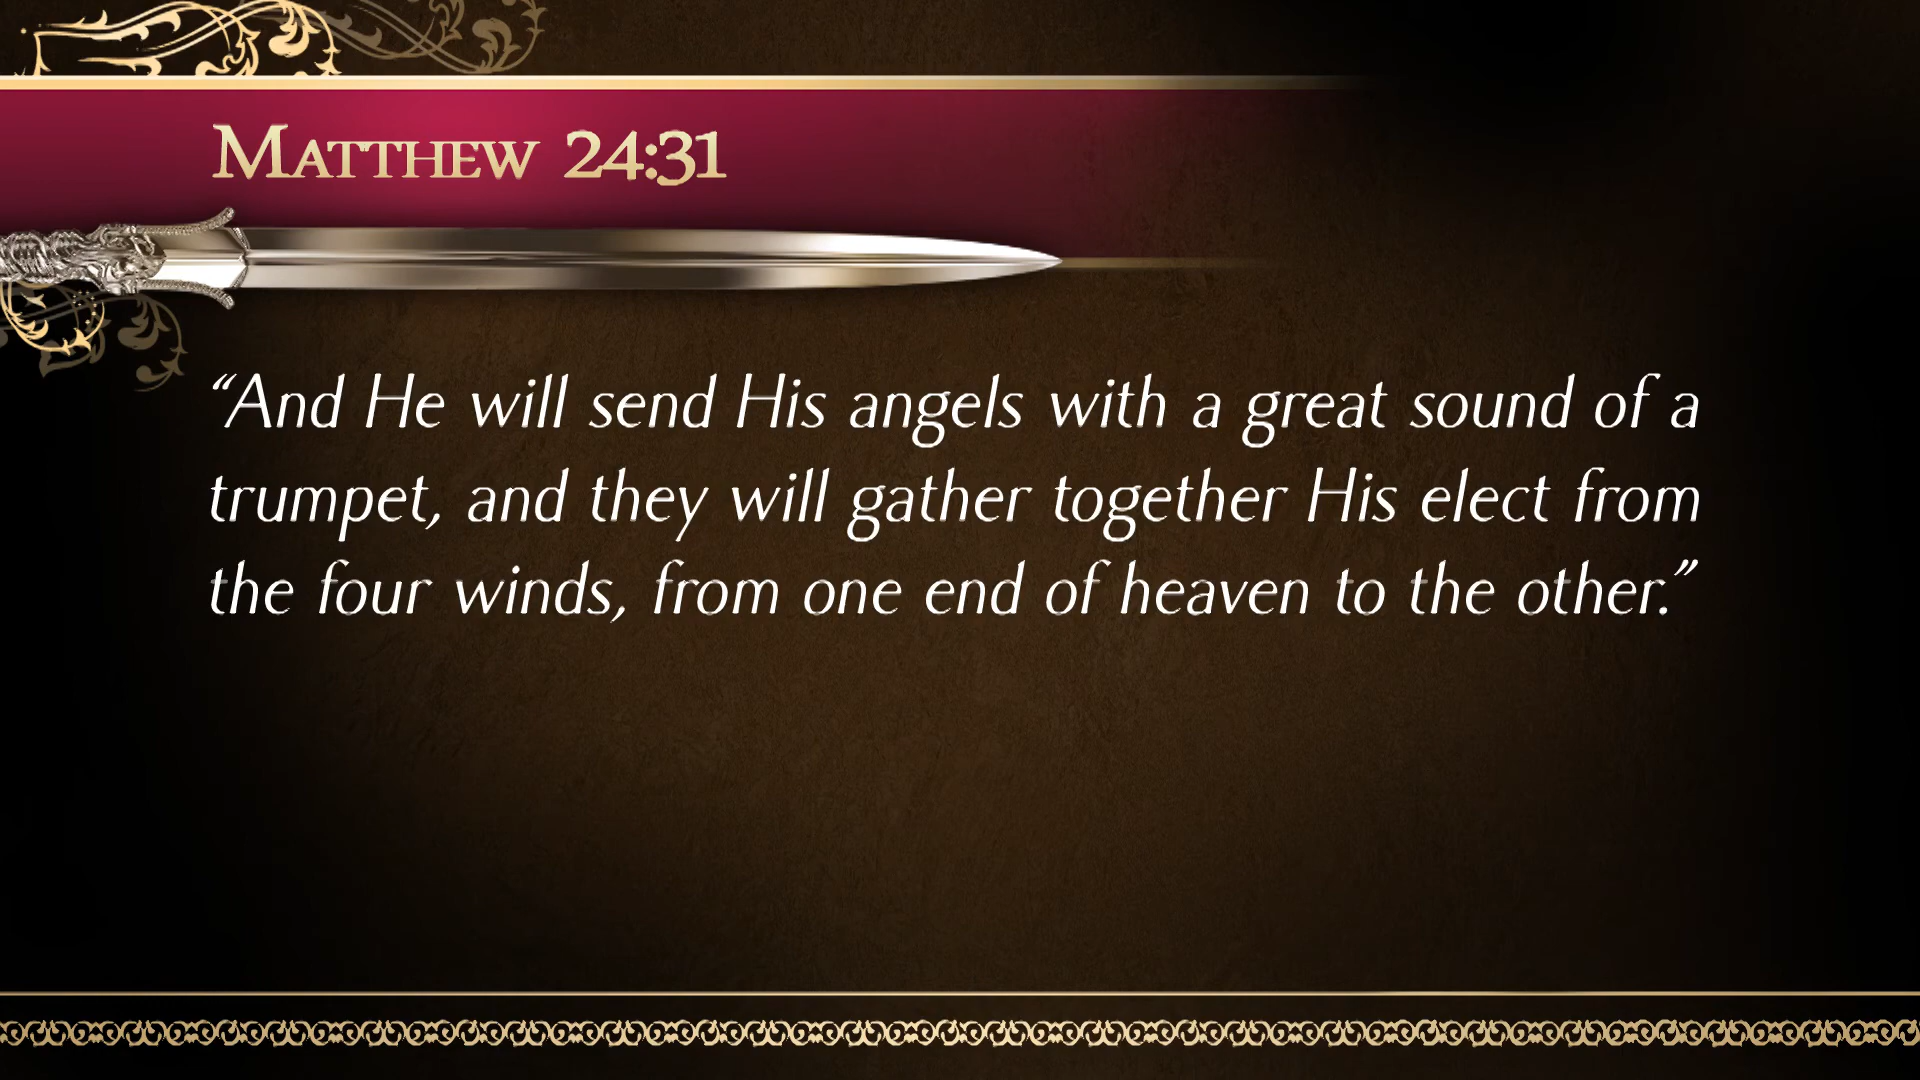 MATTHEW 24:31
“And He will send His angels with a great sound of a
trumpet, and they will gather together His elect from
the four winds, from one end of heaven to the other.”